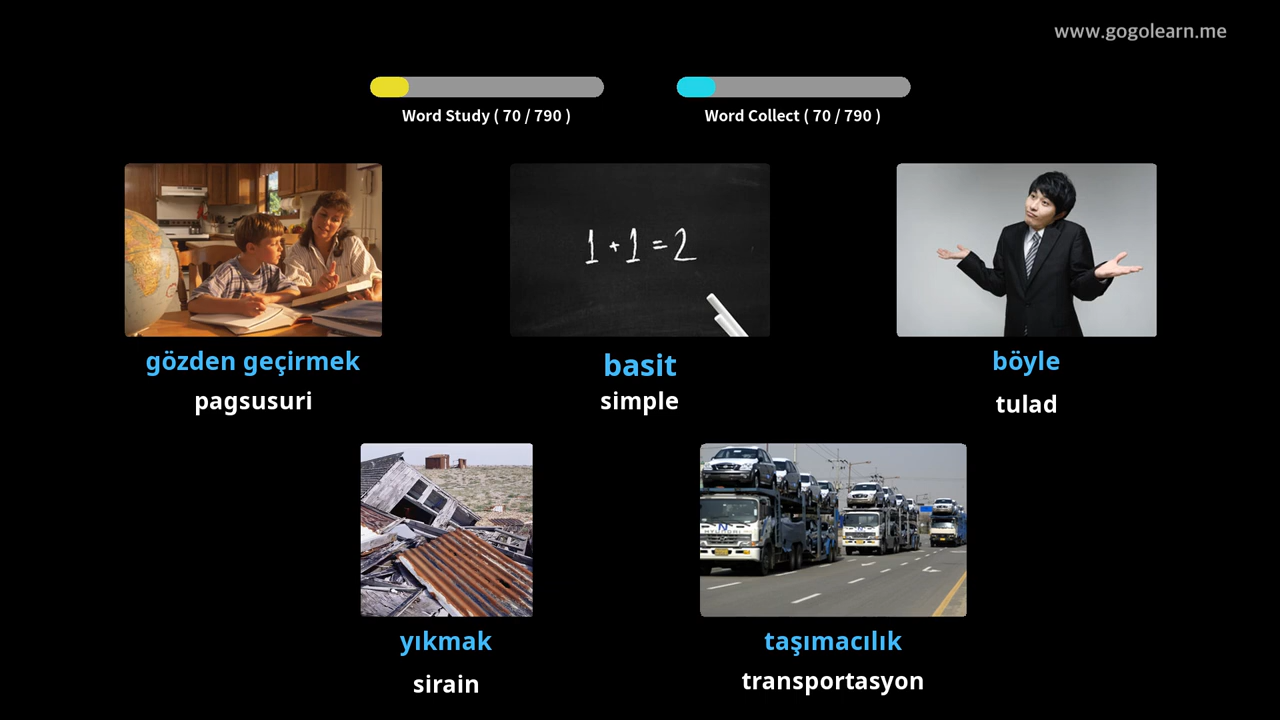 www.gogolearn.me
Word Study ( 70 / 790 )
Word Collect ( 70 / 790 )
1 + 1 = 2
gözden geçirmek
pagsusuri
basit
simple
böyle
tulad
yıkmak
sirain
taşımacılık
transportasyon